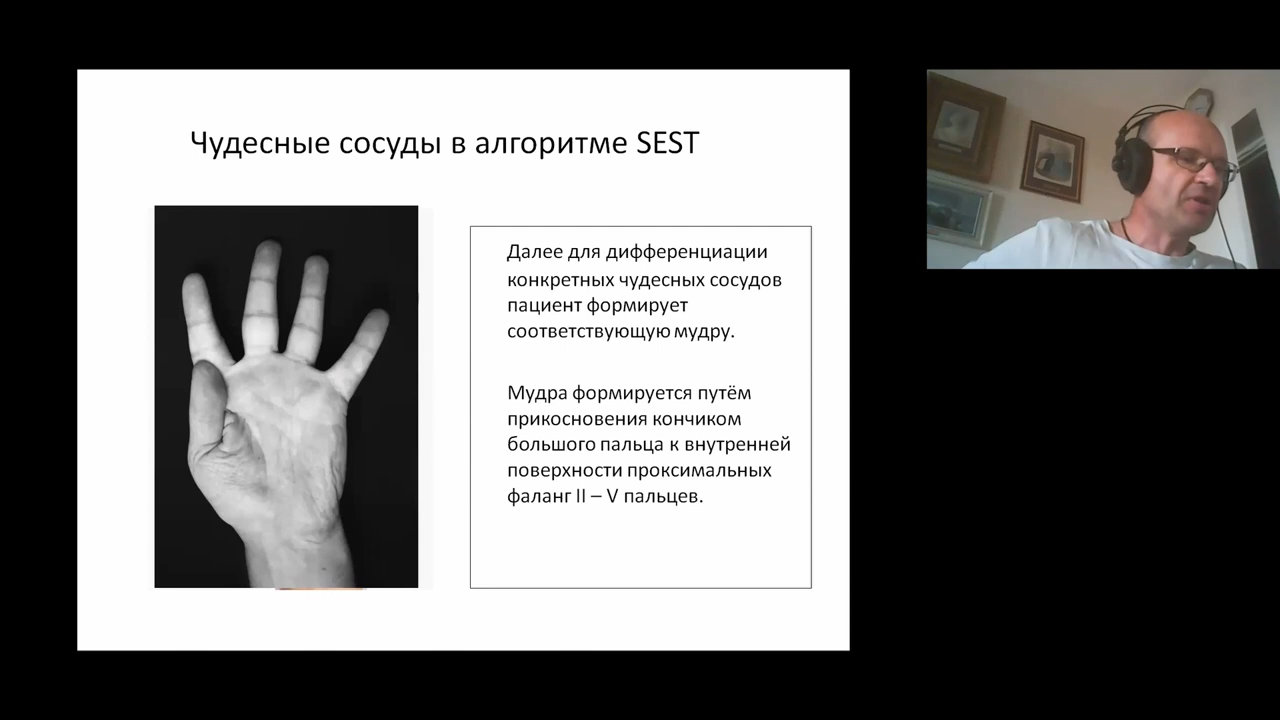 Чудесные сосуды в алгоритме SEST
Далее для дифференциации
конкретных чудесных сосудов
пациент формирует
соответствующую мудру.
Мудра формируется путём
прикосновения кончиком
большого пальца к внутренней
поверхности проксимальных
фаланг II – V пальцев.